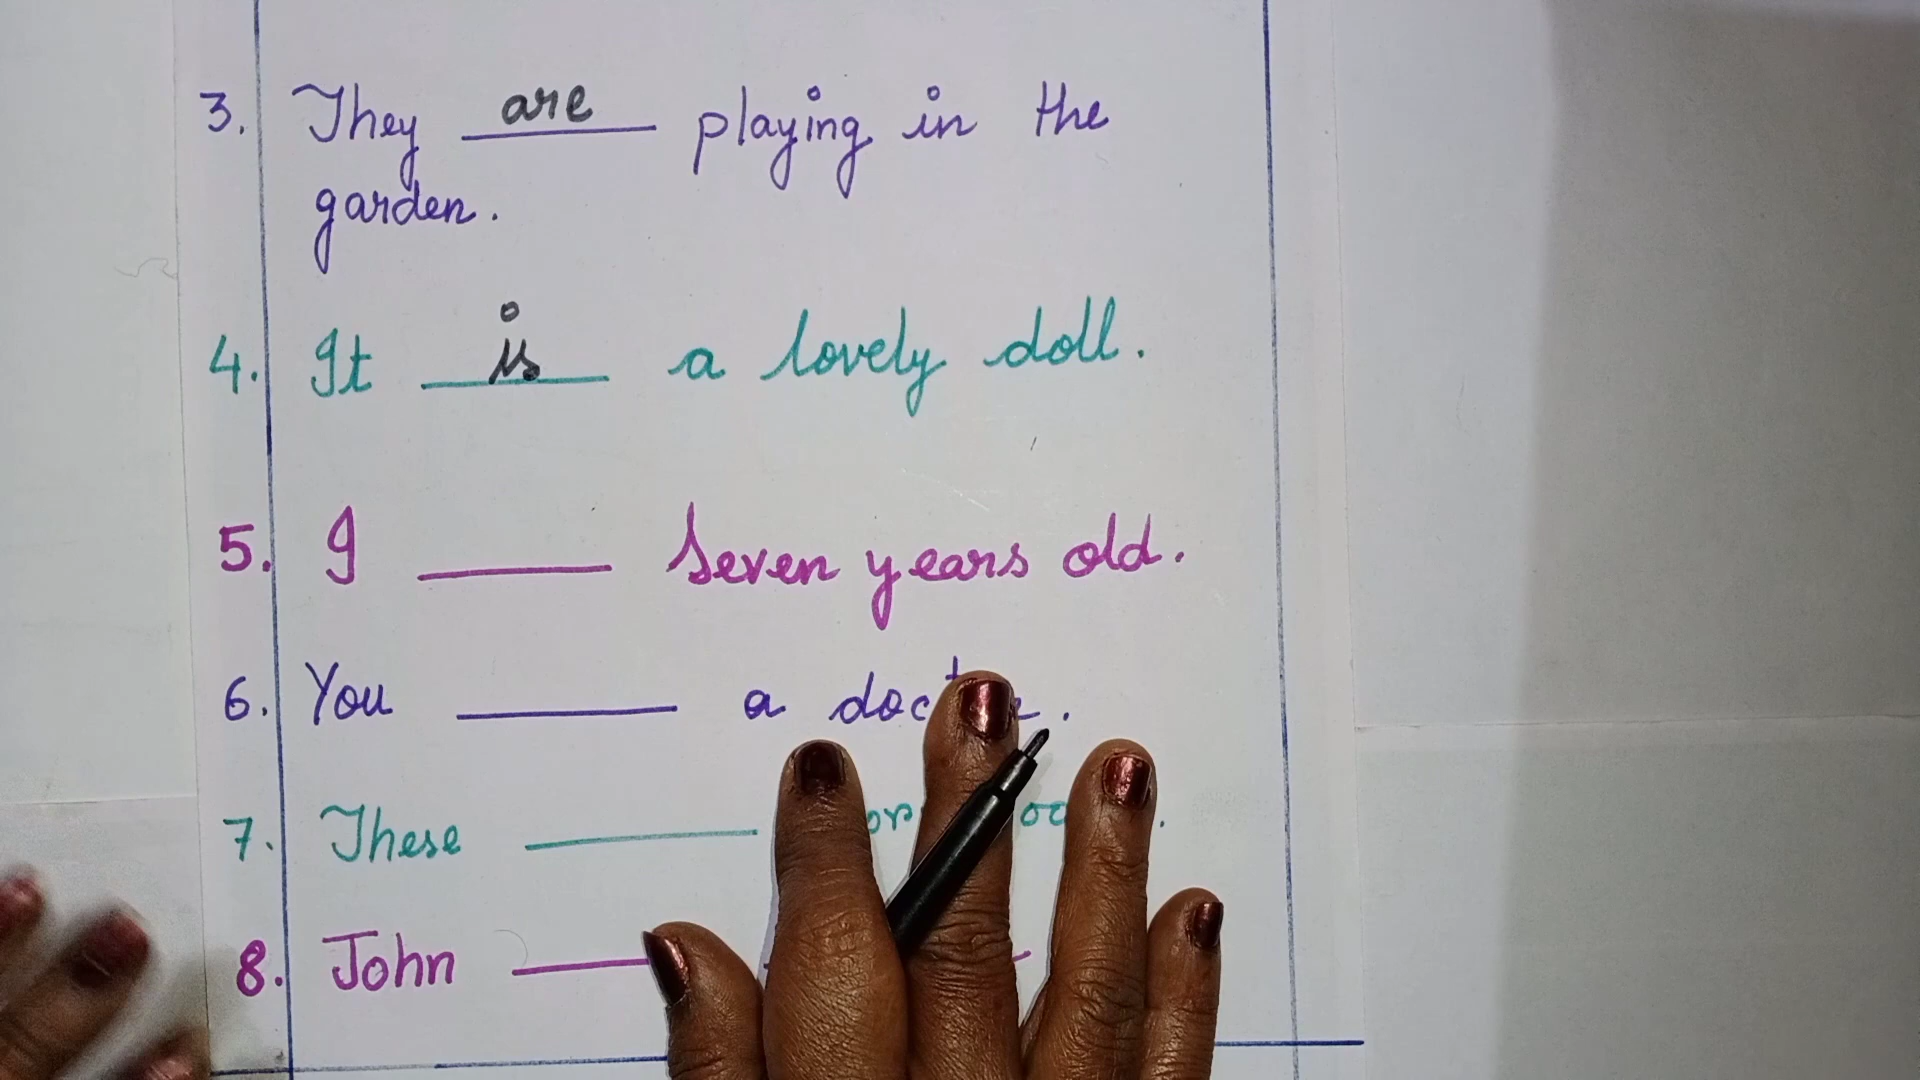 3. They are playing in the
garden.
4. It is a lovely doll.
5. I ____ seven years old.
6. You ____ a
7. These ____
8. John ____